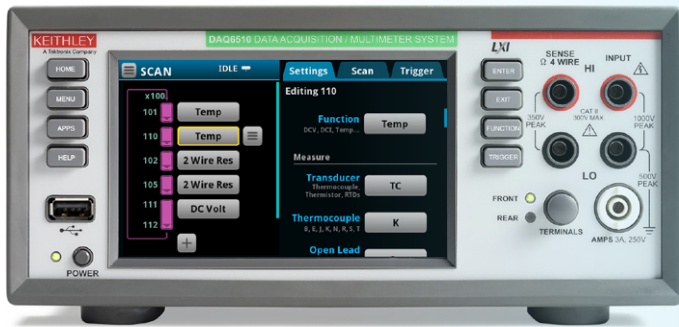 KEITHLEY
A Tektronix Company
DAQ6510 DATA ACQUISITION / MULTIMETER SYSTEM
LXI
HOME
MENU
APPS
HELP
POWER
SCAN
IDLE
x100
101 Temp
110 Temp
102 2 Wire Res
105 2 Wire Res
111 DC Volt
112
+
Settings Scan Trigger
Editing 110
Function
DCV, DCI, Temp...
Temp
Measure
Transducer
Thermocouple,
Thermistor, RTDs
TC
Thermocouple
B, E, J, K, N, R, S, T
K
Open Lead
ENTER
EXIT
FUNCTION
TRIGGER
SENSE
Ω 4 WIRE
INPUT
HI
350V
PEAK
CAT II
300V MAX
1000V
PEAK
LO
500V
PEAK
FRONT
REAR
TERMINALS
AMPS 3A, 250V